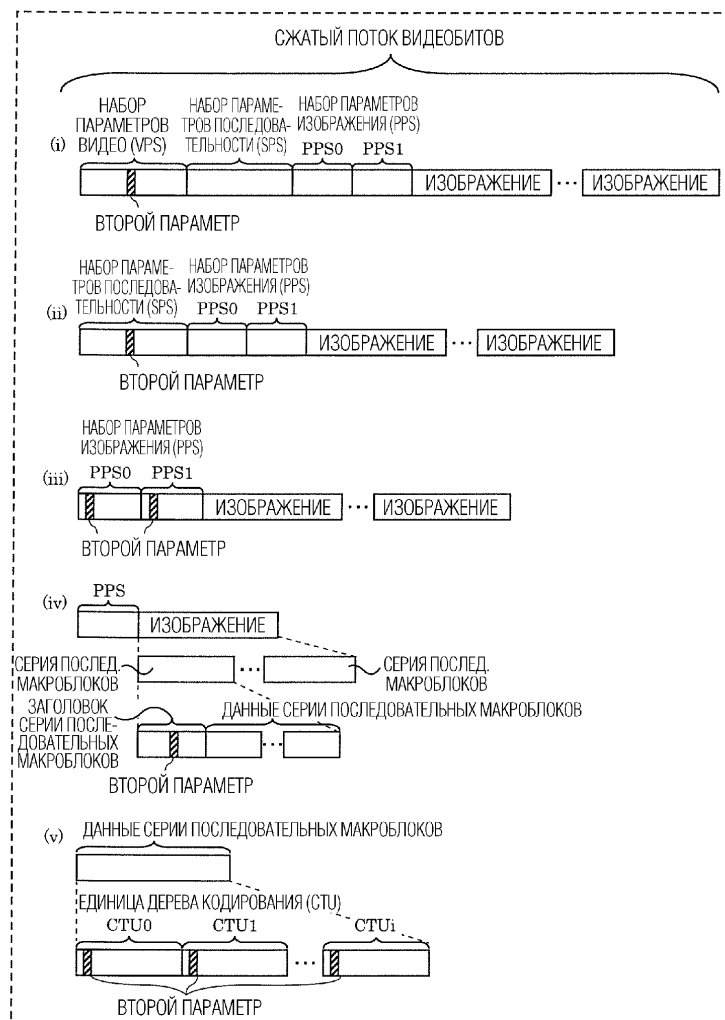 СЖАТЫЙ ПОТОК ВИДЕОБИТОВ
НАБОР
ПАРАМЕТРОВ
ВИДЕО (VPS)
НАБОР ПАРАМЕ-
ТРОВ ПОСЛЕДОВА-
ТЕЛЬНОСТИ (SPS)
НАБОР ПАРАМЕТРОВ
ИЗОБРАЖЕНИЯ (PPS)
PPS0 PPS1
(i)
ИЗОБРАЖЕНИЕ ... ИЗОБРАЖЕНИЕ
ВТОРОЙ ПАРАМЕТР
НАБОР ПАРАМЕ-
ТРОВ ПОСЛЕДОВА-
ТЕЛЬНОСТИ (SPS)
НАБОР ПАРАМЕТРОВ
ИЗОБРАЖЕНИЯ (PPS)
PPS0 PPS1
(ii)
ИЗОБРАЖЕНИЕ ... ИЗОБРАЖЕНИЕ
ВТОРОЙ ПАРАМЕТР
НАБОР ПАРАМЕТРОВ
ИЗОБРАЖЕНИЯ (PPS)
(iii) PPS0 PPS1
ИЗОБРАЖЕНИЕ ... ИЗОБРАЖЕНИЕ
ВТОРОЙ ПАРАМЕТР
(iv) PPS
ИЗОБРАЖЕНИЕ
СЕРИЯ ПОСЛЕД.
МАКРОБЛОКОВ
...
СЕРИЯ ПОСЛЕД.
МАКРОБЛОКОВ
ЗАГОЛОВОК
СЕРИИ ПОСЛЕ-
ДОВАТЕЛЬНЫХ
МАКРОБЛОКОВ
ДАННЫЕ СЕРИИ ПОСЛЕДОВАТЕЛЬНЫХ МАКРОБЛОКОВ
...
ВТОРОЙ ПАРАМЕТР
(v)
ДАННЫЕ СЕРИИ ПОСЛЕДОВАТЕЛЬНЫХ МАКРОБЛОКОВ
ЕДИНИЦА ДЕРЕВА КОДИРОВАНИЯ (CTU)
CTU0 CTU1 CTUi
...
ВТОРОЙ ПАРАМЕТР